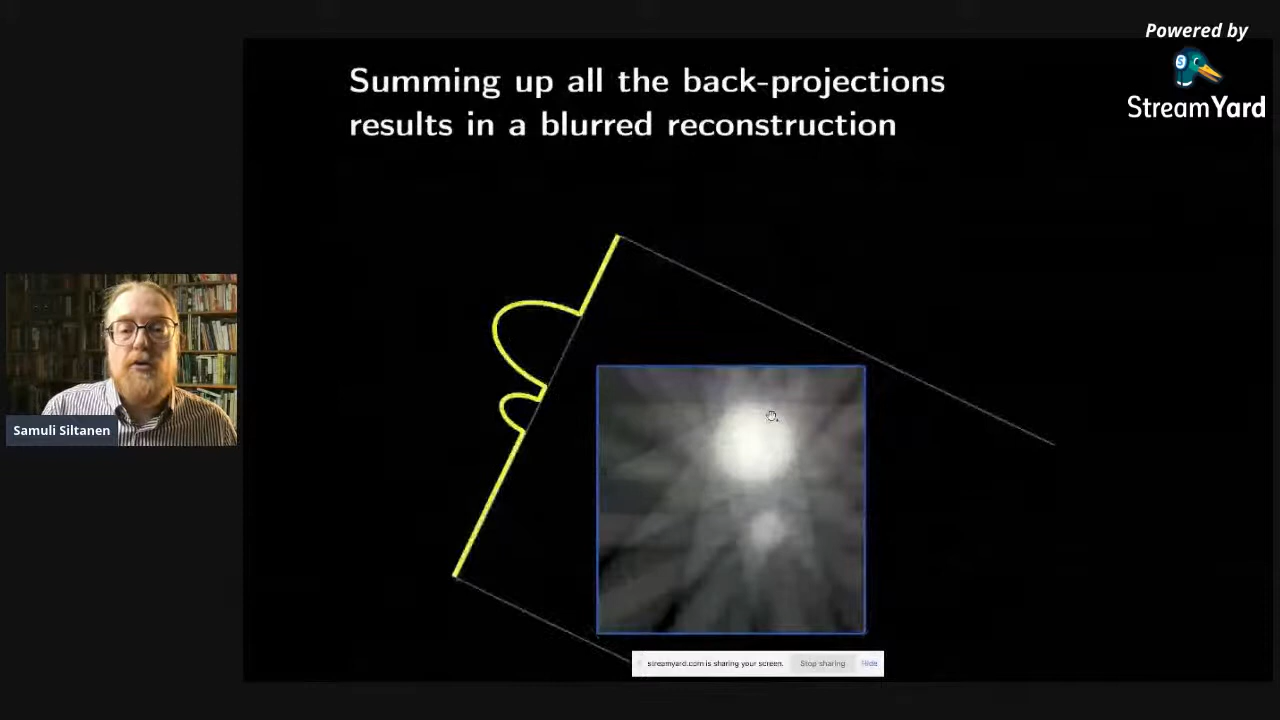 Powered by
StreamYard
Summing up all the back-projections
results in a blurred reconstruction
Samuli Siltanen
streamyard.com is sharing your screen. Stop sharing Hide